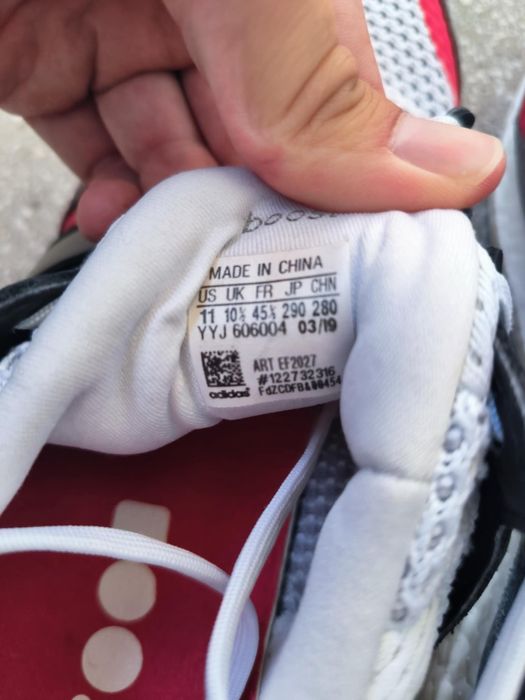 boost
MADE IN CHINA
US UK FR JP CHN
11 10½ 45⅓ 290 280
YYJ 606004 03/19
ART EF2027
#122732316
adidas